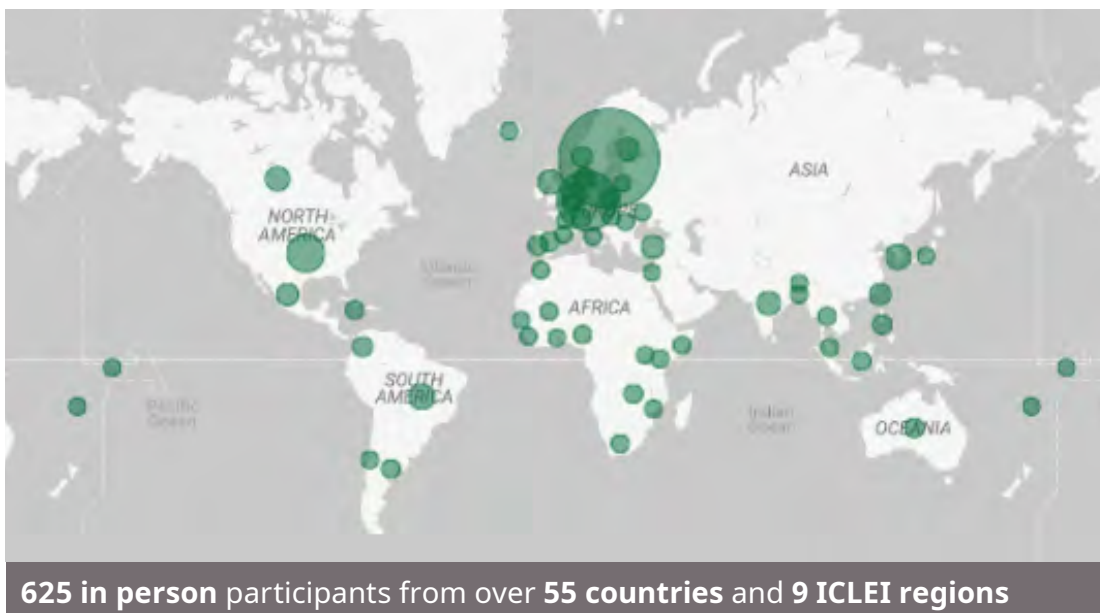 ASIA
NORTH
AMERICA
Atlantic
Ocean
AFRICA
SOUTH
AMERICA
Pacific
Ocean
Indian
Ocean
OCEANIA
625 in person participants from over 55 countries and 9 ICLEI regions